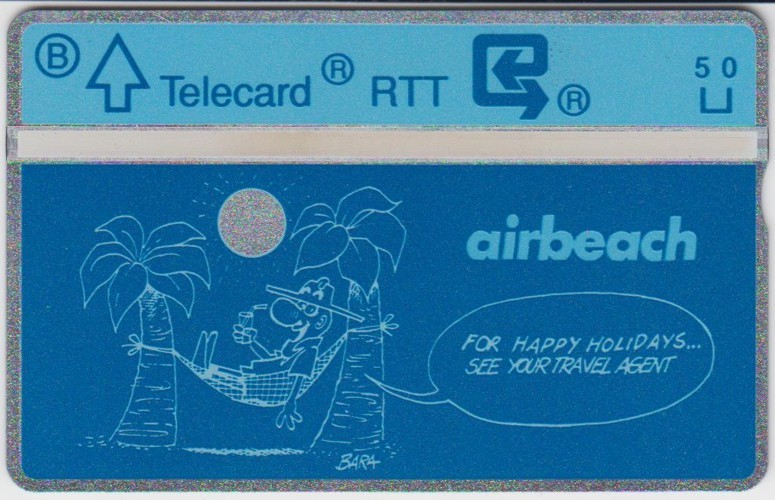 B Telecard ® RTT ® 50
airbeach
FOR HAPPY HOLIDAYS...
SEE YOUR TRAVEL AGENT
BARA